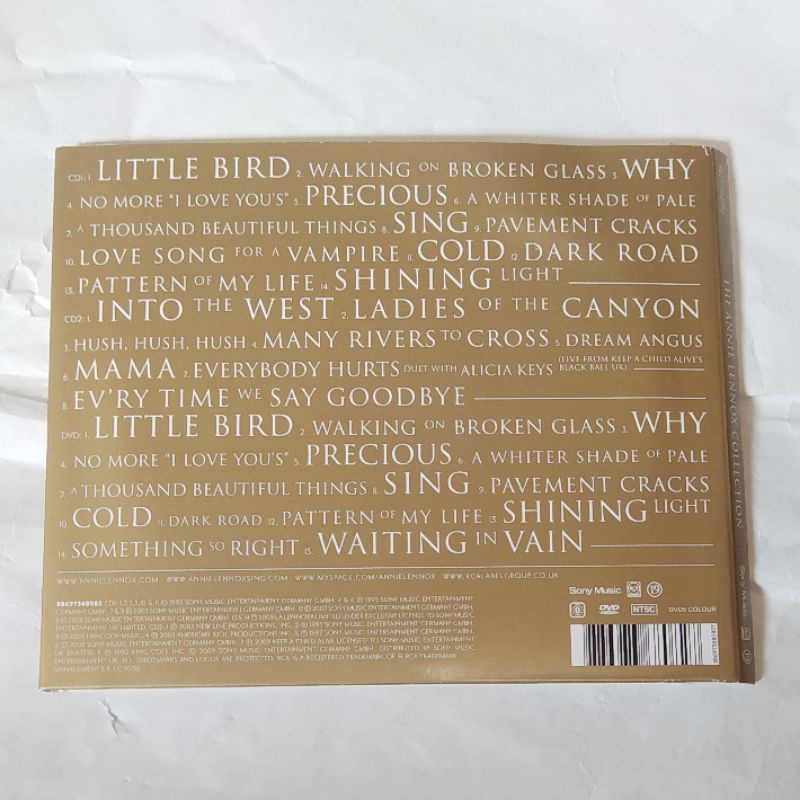 CD1: 1. LITTLE BIRD 2. WALKING ON BROKEN GLASS 3. WHY
4. NO MORE "I LOVE YOU'S" 5. PRECIOUS 6. A WHITER SHADE OF PALE
7. A THOUSAND BEAUTIFUL THINGS 8. SING 9. PAVEMENT CRACKS
10. LOVE SONG FOR A VAMPIRE 11. COLD 12. DARK ROAD
13. PATTERN OF MY LIFE 14. SHINING LIGHT
CD2: 1. INTO THE WEST 2. LADIES OF THE CANYON
3. HUSH, HUSH, HUSH 4. MANY RIVERS TO CROSS 5. DREAM ANGUS
6. MAMA 7. EVERYBODY HURTS DUET WITH ALICIA KEYS (LIVE FROM KEEP A CHILD ALIVE'S BLACK BALL UK)
8. EV'RY TIME WE SAY GOODBYE
DVD: 1. LITTLE BIRD 2. WALKING ON BROKEN GLASS 3. WHY
4. NO MORE "I LOVE YOU'S" 5. PRECIOUS 6. A WHITER SHADE OF PALE
7. A THOUSAND BEAUTIFUL THINGS 8. SING 9. PAVEMENT CRACKS
10. COLD 11. DARK ROAD 12. PATTERN OF MY LIFE 13. SHINING LIGHT
14. SOMETHING SO RIGHT 15. WAITING IN VAIN
WWW.ANNIELENNOX.COM WWW.ANNIELENNOXSING.COM WWW.MYSPACE.COM/ANNIELENNOX WWW.RCALABELGROUP.CO.UK
Sony Music 19
0 DVD NTSC DVD5 COLOUR
THE ANNIE LENNOX COLLECTION
Sony Music 19